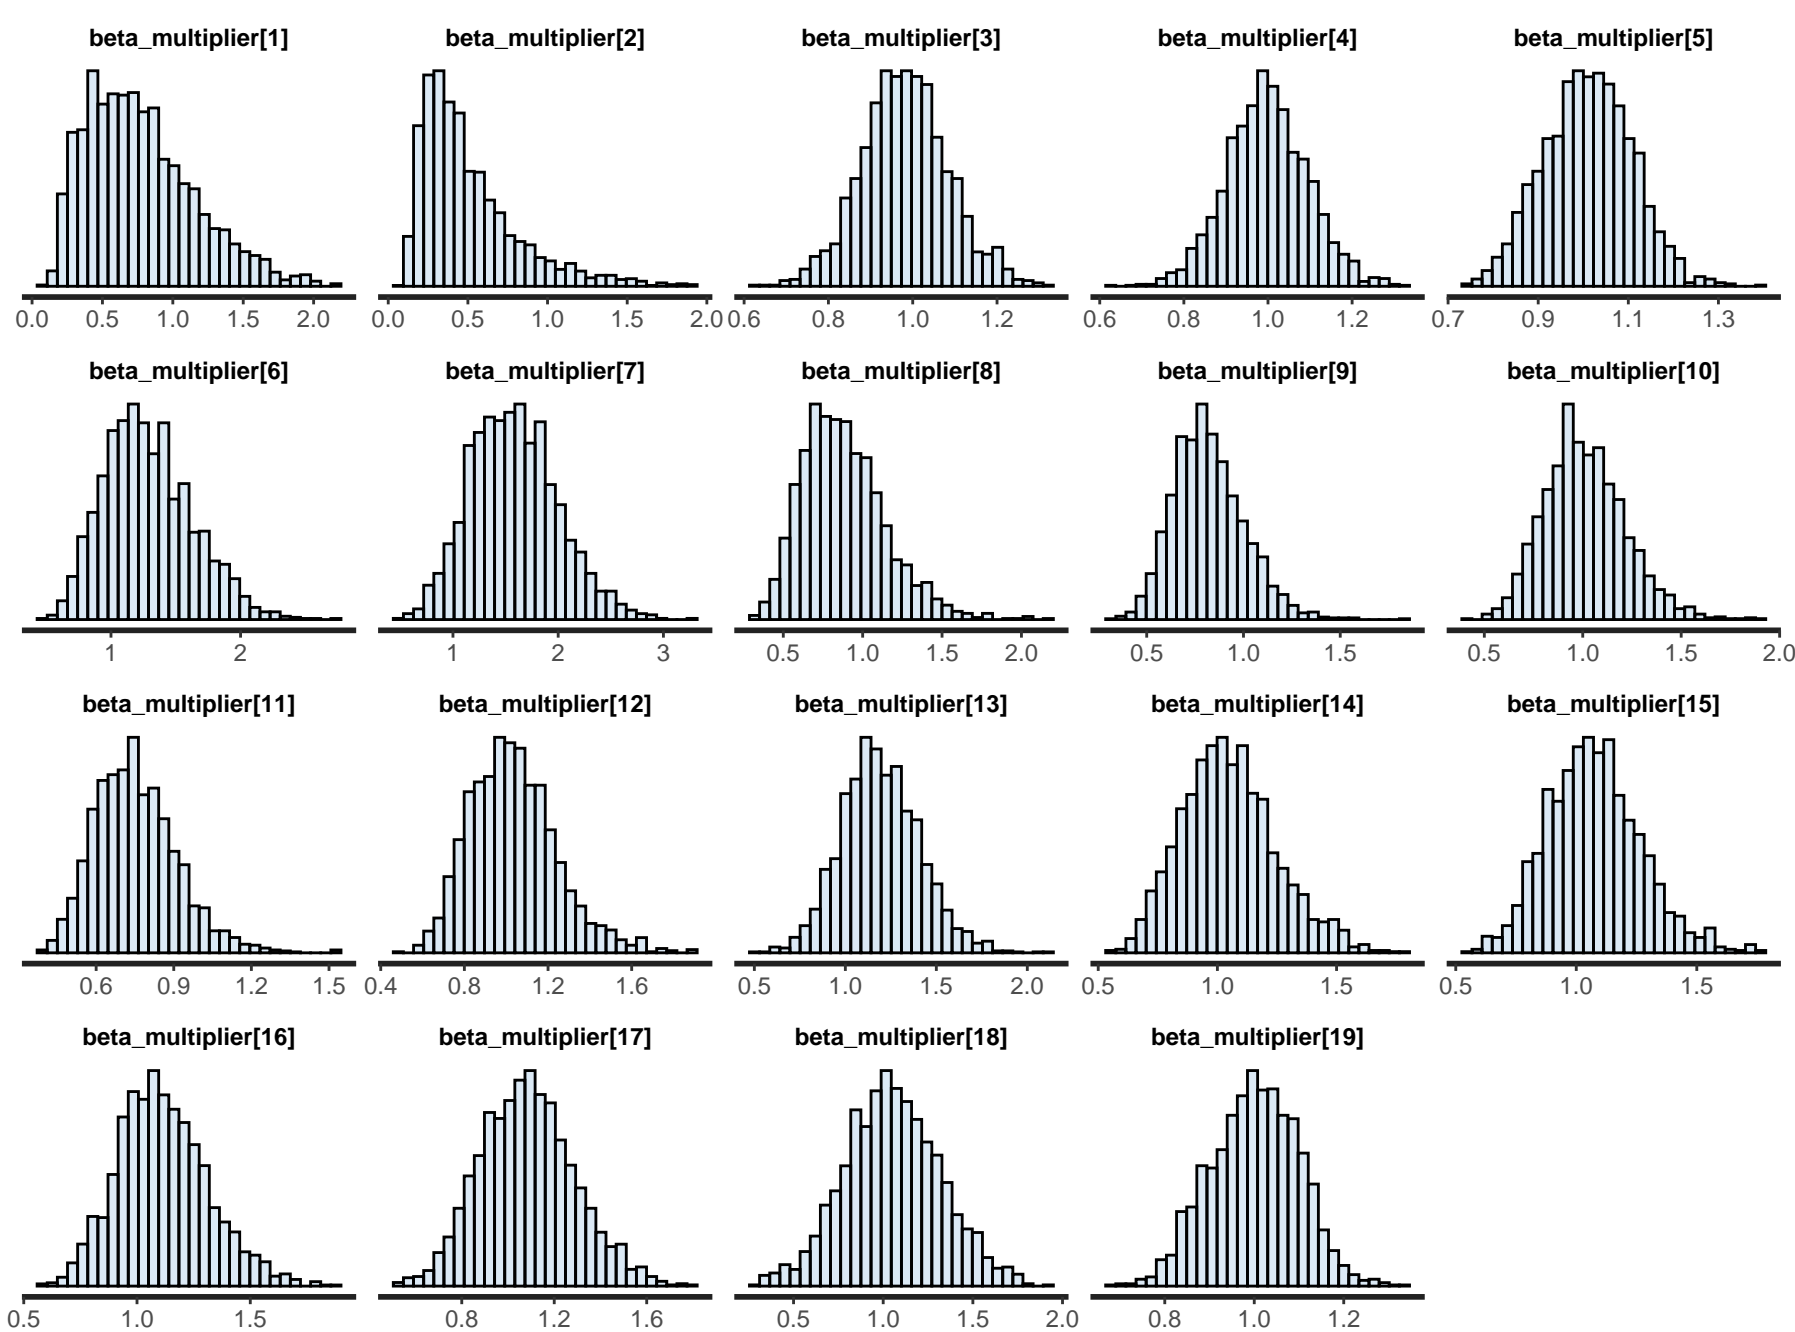 beta_multiplier[1] beta_multiplier[2] beta_multiplier[3] beta_multiplier[4] beta_multiplier[5]
0.0 0.5 1.0 1.5 2.0 0.0 0.5 1.0 1.5 2.0 0.6 0.8 1.0 1.2 0.6 0.8 1.0 1.2 0.7 0.9 1.1 1.3
beta_multiplier[6] beta_multiplier[7] beta_multiplier[8] beta_multiplier[9] beta_multiplier[10]
1 2 1 2 3 0.5 1.0 1.5 2.0 0.5 1.0 1.5 0.5 1.0 1.5 2.0
beta_multiplier[11] beta_multiplier[12] beta_multiplier[13] beta_multiplier[14] beta_multiplier[15]
0.6 0.9 1.2 1.5 0.4 0.8 1.2 1.6 0.5 1.0 1.5 2.0 0.5 1.0 1.5 0.5 1.0 1.5
beta_multiplier[16] beta_multiplier[17] beta_multiplier[18] beta_multiplier[19]
0.5 1.0 1.5 0.8 1.2 1.6 0.5 1.0 1.5 2.0 0.8 1.0 1.2